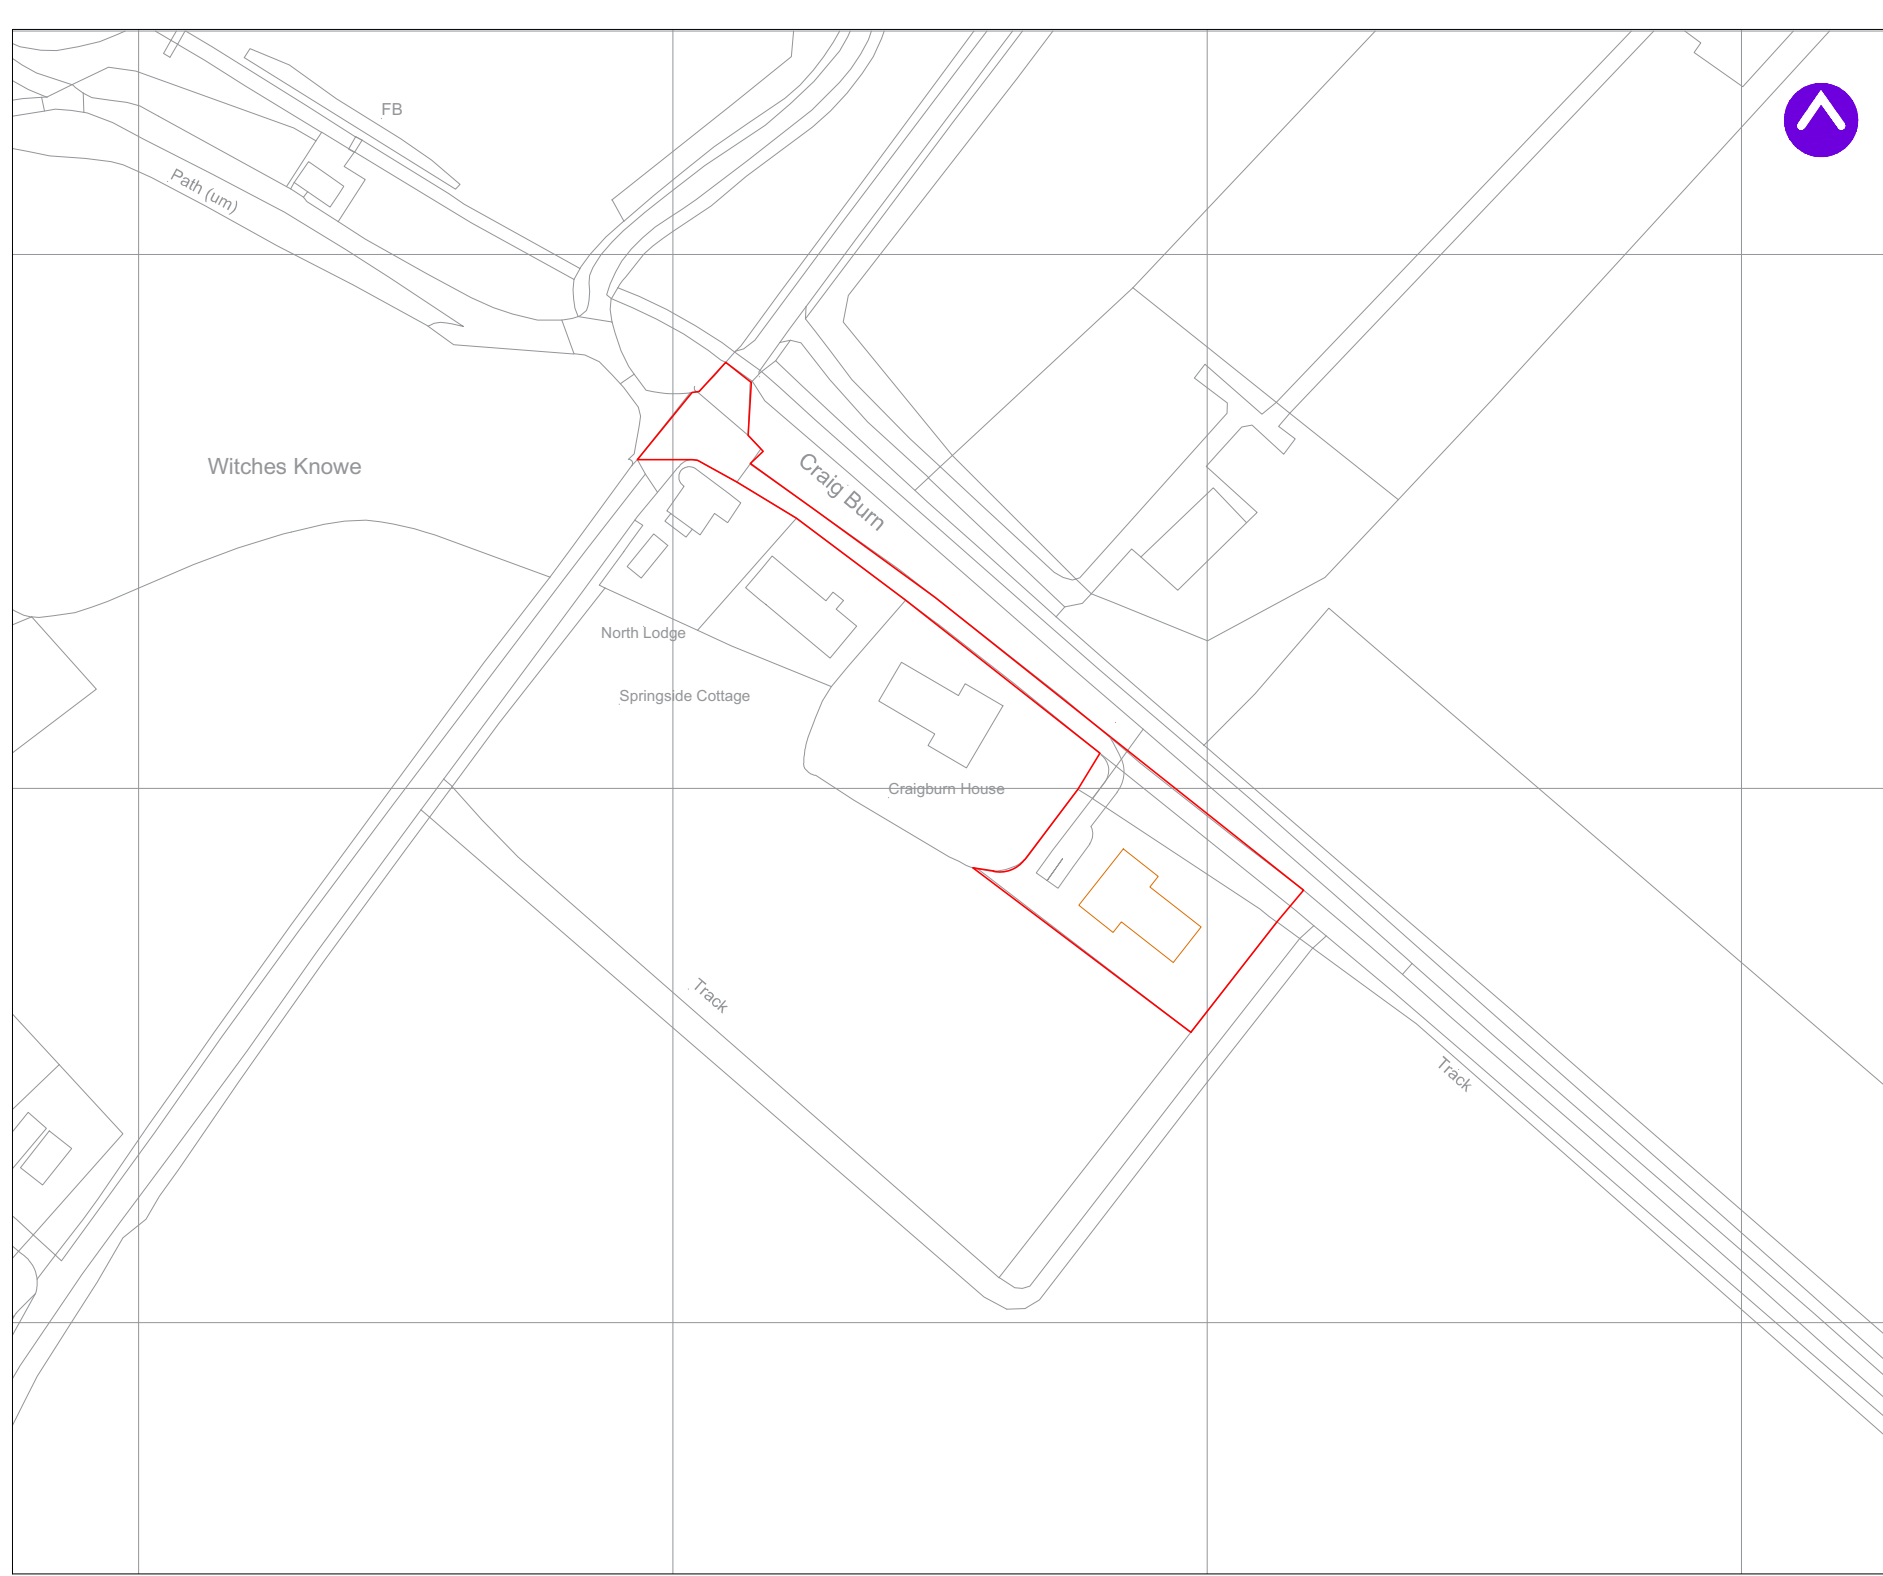 FB
Path (um)
Witches Knowe
Craig Burn
North Lodge
Springside Cottage
Craigburn House
Track
Track